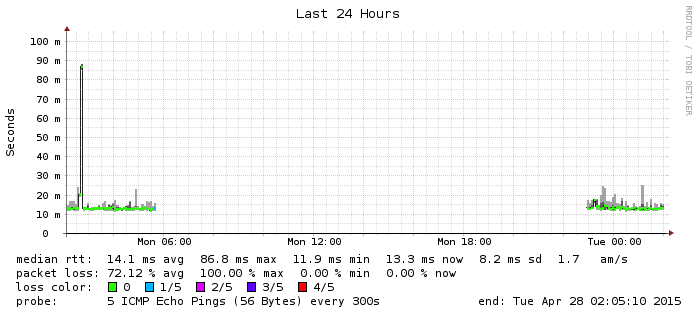 Last 24 Hours
RRDTOOL / TOBI OETIKER
Seconds
100 m
90 m
80 m
70 m
60 m
50 m
40 m
30 m
20 m
10 m
0
Mon 06:00 Mon 12:00 Mon 18:00 Tue 00:00
median rtt: 14.1 ms avg 86.8 ms max 11.9 ms min 13.3 ms now 8.2 ms sd 1.7 am/s
packet loss: 72.12 % avg 100.00 % max 0.00 % min 0.00 % now
loss color: 0 1/5 2/5 3/5 4/5
probe: 5 ICMP Echo Pings (56 Bytes) every 300s end: Tue Apr 28 02:05:10 2015